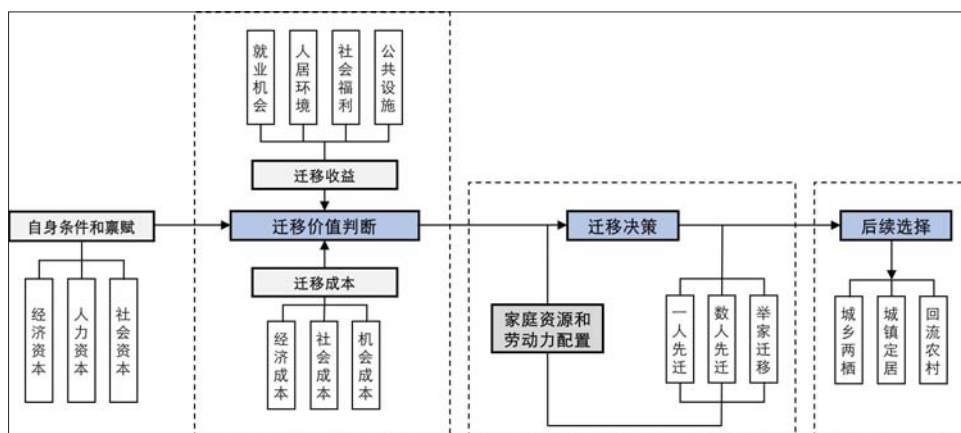 就业机会
人居环境
社会福利
公共设施
迁移收益
自身条件和禀赋
迁移价值判断
迁移决策
后续选择
迁移成本
经济资本
人力资本
社会资本
经济成本
社会成本
机会成本
家庭资源和
劳动力配置
一人先迁
数人先迁
举家迁移
城乡两栖
城镇定居
回流农村